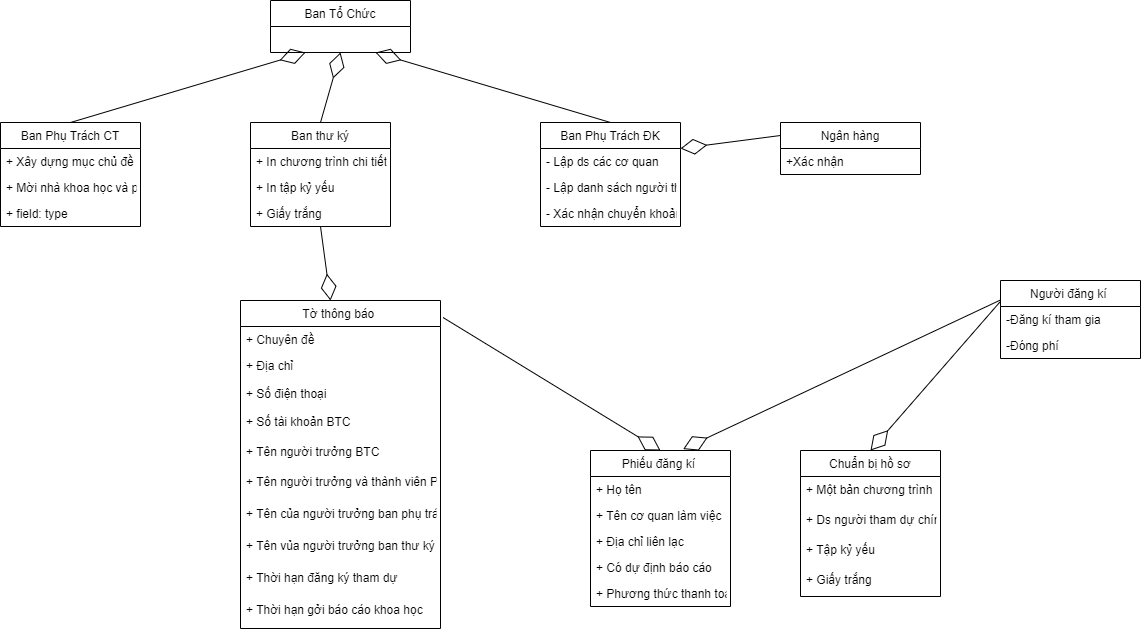 Ban Tổ Chức
Ban Phụ Trách CT
+ Xây dựng mục chủ đề
+ Mời nhà khoa học và
+ field: type
Ban thư ký
+ In chương trình chi tiết
+ In tập kỷ yếu
+ Giấy trắng
Ban Phụ Trách ĐK
- Lập ds các cơ quan
- Lập danh sách người
- Xác nhận chuyển
Ngân hàng
+Xác nhận
Tờ thông báo
+ Chuyên đề
+ Địa chỉ
+ Số điện thoại
+ Số tài khoản BTC
+ Tên người trưởng BTC
+ Tên người trưởng và thành viên
+ Tên của người trưởng ban phụ
+ Tên vủa người trưởng ban thư ký
+ Thời hạn đăng ký tham dự
+ Thời hạn gởi báo cáo khoa học
Người đăng kí
-Đăng kí tham gia
-Đóng phí
Phiếu đăng kí
+ Họ tên
+ Tên cơ quan làm việc
+ Địa chỉ liên lạc
+ Có dự định báo cáo
+ Phương thức thanh
Chuẩn bị hồ sơ
+ Một bản chương trình
+ Ds người tham dự
+ Tập kỷ yếu
+ Giấy trắng